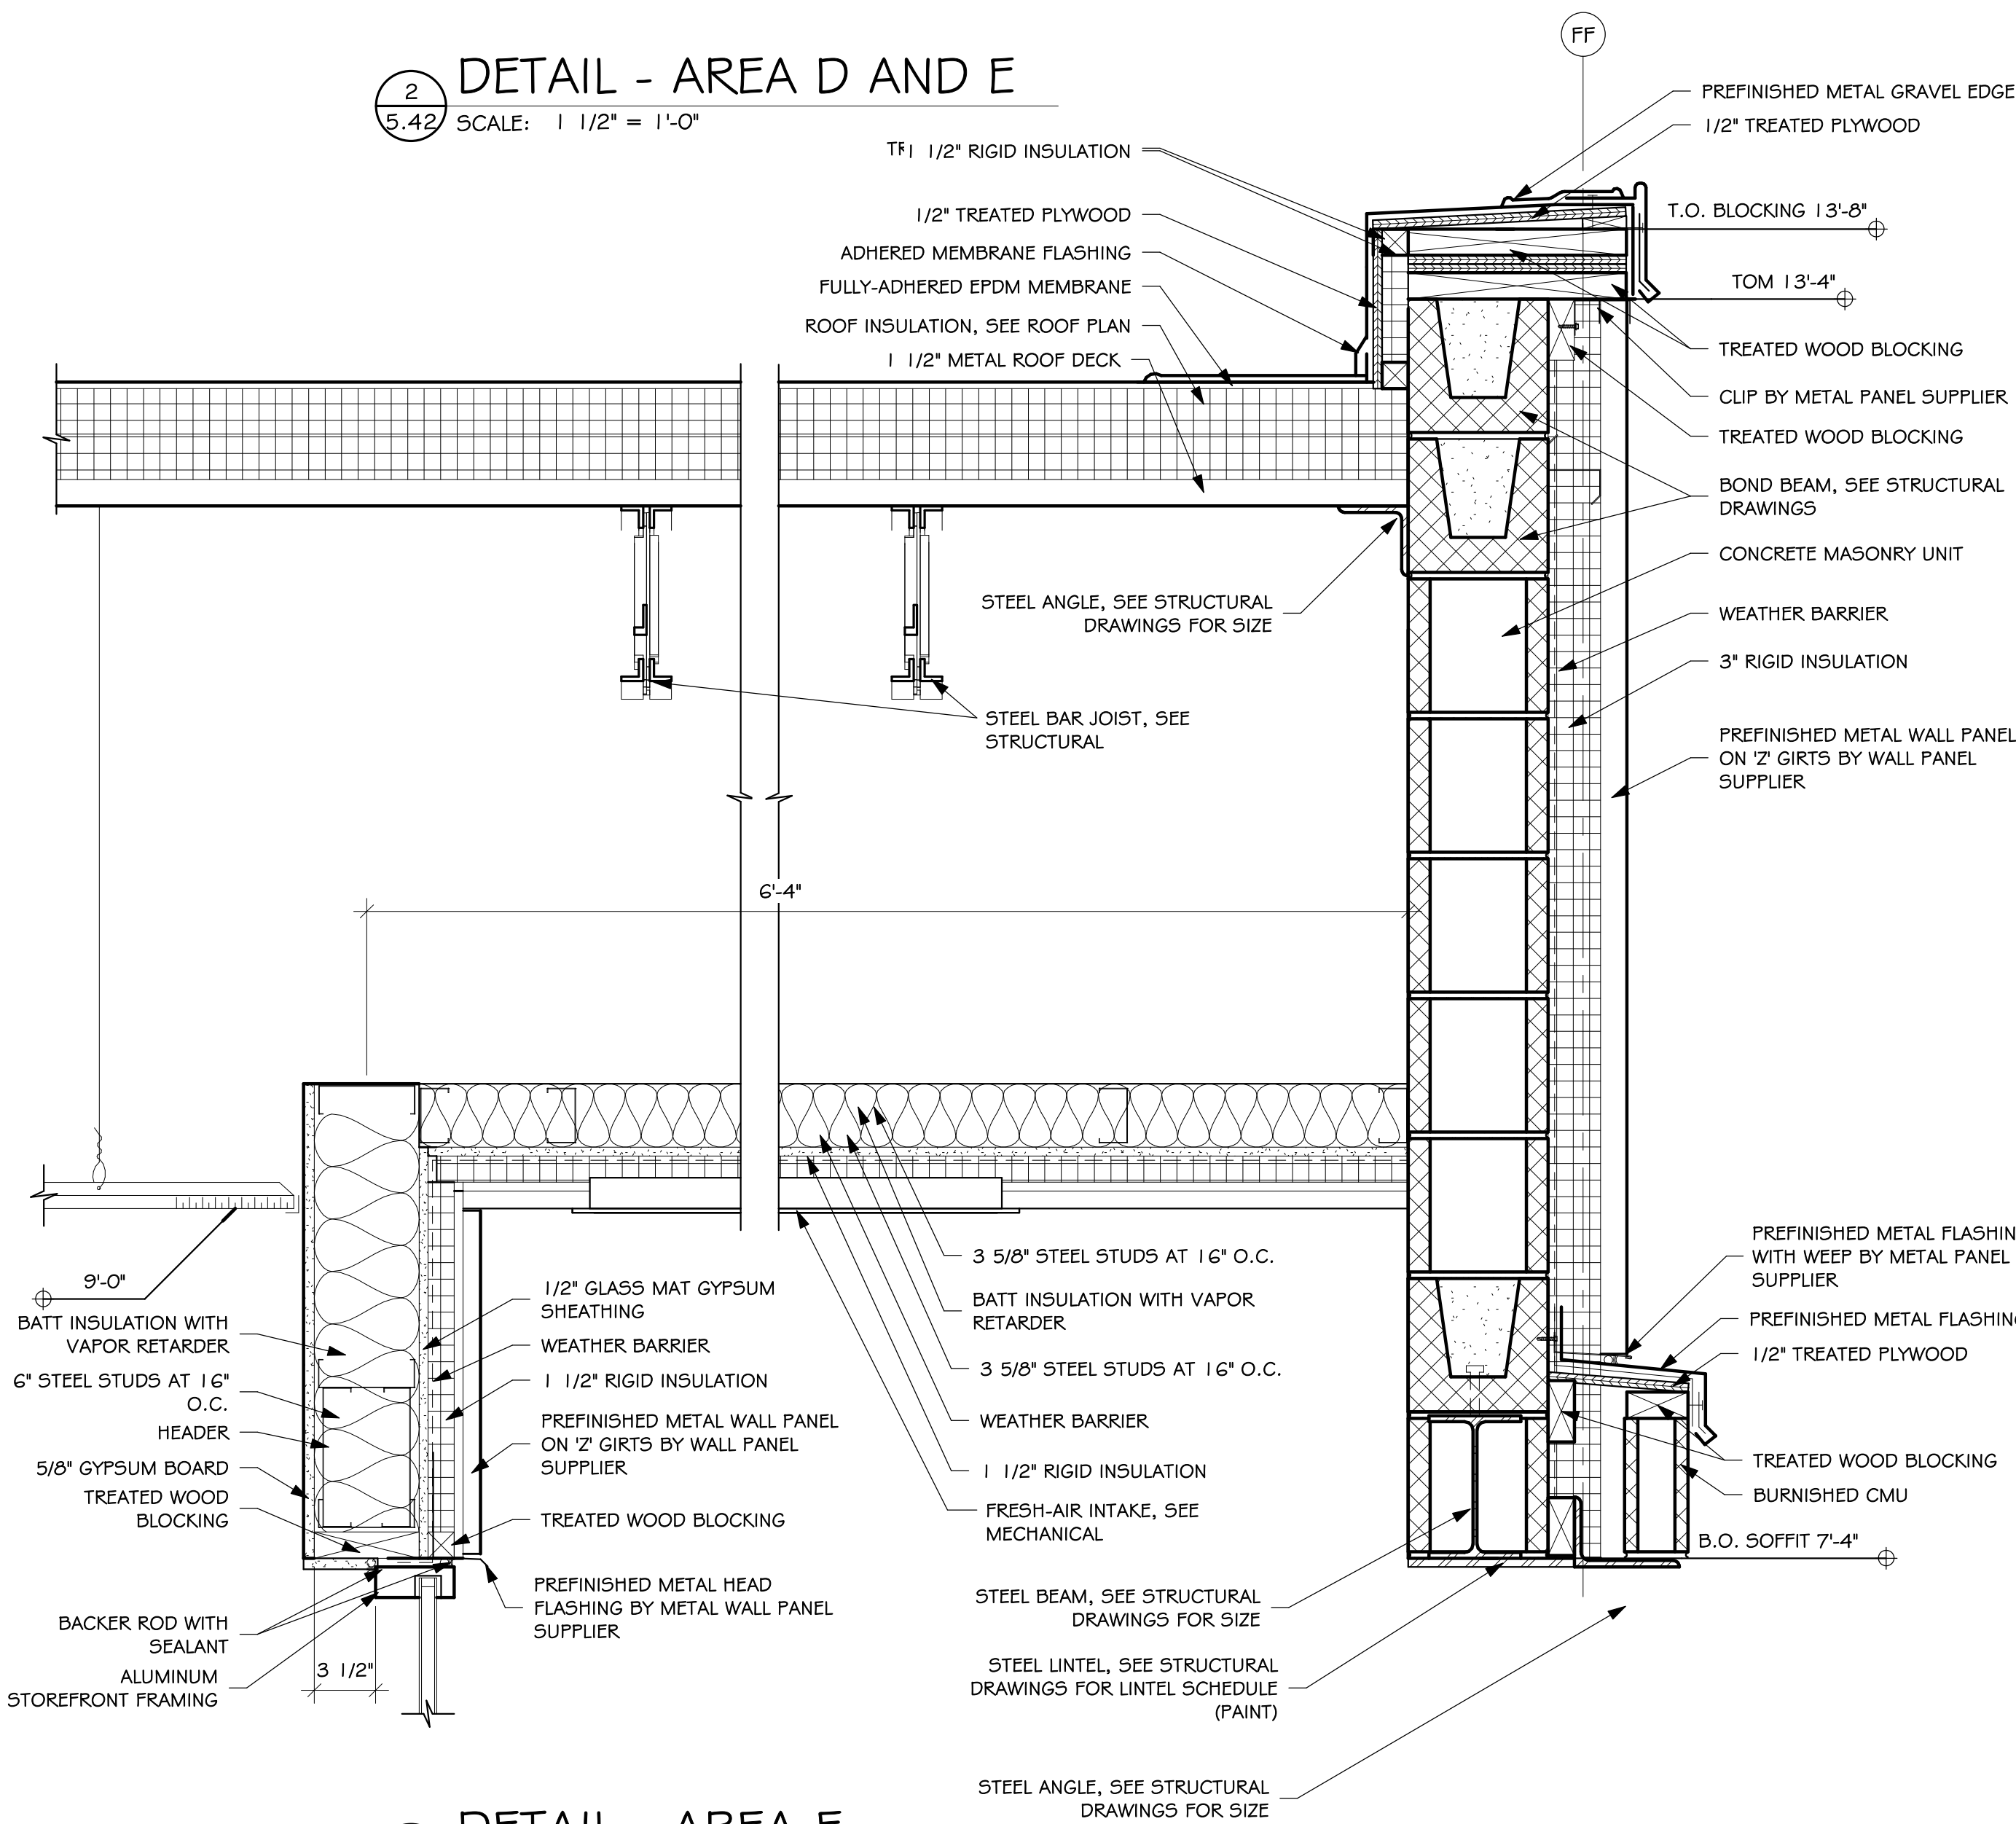 FF
2
5.42
DETAIL - AREA D AND E
SCALE: 1 1/2" = 1'-0"
1 1/2" RIGID INSULATION
1/2" TREATED PLYWOOD
ADHERED MEMBRANE FLASHING
FULLY-ADHERED EPDM MEMBRANE
ROOF INSULATION, SEE ROOF PLAN
1 1/2" METAL ROOF DECK
PREFINISHED METAL GRAVEL EDGE
1/2" TREATED PLYWOOD
T.O. BLOCKING 13'-8"
TOM 13'-4"
TREATED WOOD BLOCKING
CLIP BY METAL PANEL SUPPLIER
TREATED WOOD BLOCKING
BOND BEAM, SEE STRUCTURAL
DRAWINGS
CONCRETE MASONRY UNIT
WEATHER BARRIER
3" RIGID INSULATION
PREFINISHED METAL WALL PANEL
ON 'Z' GIRTS BY WALL PANEL
SUPPLIER
STEEL ANGLE, SEE STRUCTURAL
DRAWINGS FOR SIZE
STEEL BAR JOIST, SEE
STRUCTURAL
6'-4"
9'-0"
BATT INSULATION WITH
VAPOR RETARDER
6" STEEL STUDS AT 16"
O.C.
HEADER
5/8" GYPSUM BOARD
TREATED WOOD
BLOCKING
BACKER ROD WITH
SEALANT
ALUMINUM
STOREFRONT FRAMING
3 1/2"
1/2" GLASS MAT GYPSUM
SHEATHING
WEATHER BARRIER
1 1/2" RIGID INSULATION
PREFINISHED METAL WALL PANEL
ON 'Z' GIRTS BY WALL PANEL
SUPPLIER
TREATED WOOD BLOCKING
PREFINISHED METAL HEAD
FLASHING BY METAL WALL PANEL
SUPPLIER
3 5/8" STEEL STUDS AT 16" O.C.
BATT INSULATION WITH VAPOR
RETARDER
3 5/8" STEEL STUDS AT 16" O.C.
WEATHER BARRIER
1 1/2" RIGID INSULATION
FRESH-AIR INTAKE, SEE
MECHANICAL
STEEL BEAM, SEE STRUCTURAL
DRAWINGS FOR SIZE
STEEL LINTEL, SEE STRUCTURAL
DRAWINGS FOR LINTEL SCHEDULE
(PAINT)
STEEL ANGLE, SEE STRUCTURAL
DRAWINGS FOR SIZE
PREFINISHED METAL FLASHIN
WITH WEEP BY METAL PANEL
SUPPLIER
PREFINISHED METAL FLASHING
1/2" TREATED PLYWOOD
TREATED WOOD BLOCKING
BURNISHED CMU
B.O. SOFFIT 7'-4"
DETAIL - AREA E